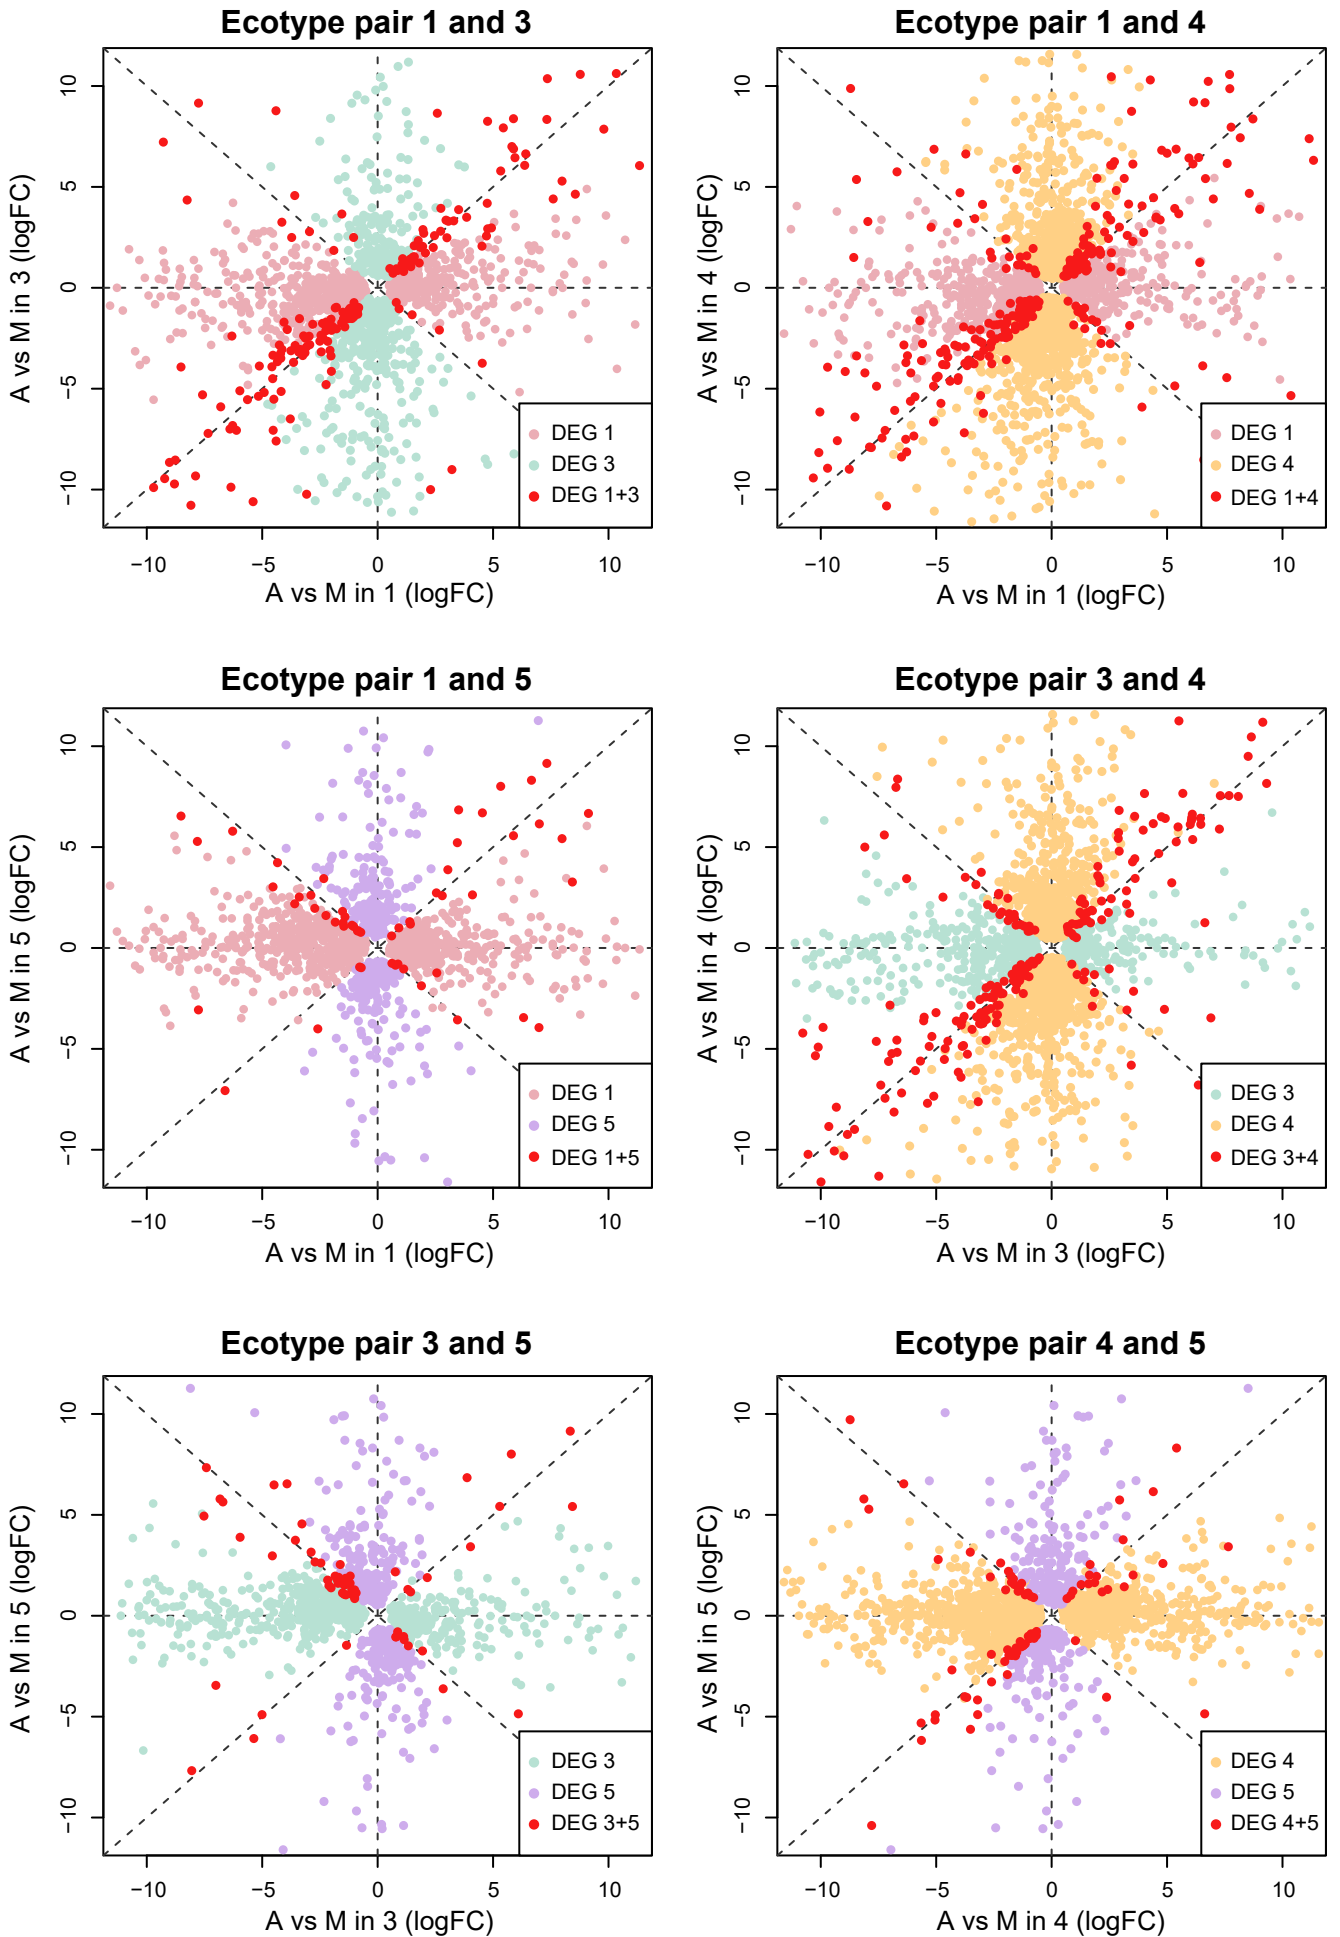 Ecotype pair 1 and 3
A vs M in 3 (logFC)
10
5
0
−5
−10
DEG 1
DEG 3
DEG 1+3
−10 −5 0 5 10
A vs M in 1 (logFC)
Ecotype pair 1 and 4
A vs M in 4 (logFC)
10
5
0
−5
−10
DEG 1
DEG 4
DEG 1+4
−10 −5 0 5 10
A vs M in 1 (logFC)
Ecotype pair 1 and 5
A vs M in 5 (logFC)
10
5
0
−5
−10
DEG 1
DEG 5
DEG 1+5
−10 −5 0 5 10
A vs M in 1 (logFC)
Ecotype pair 3 and 4
A vs M in 4 (logFC)
10
5
0
−5
−10
DEG 3
DEG 4
DEG 3+4
−10 −5 0 5 10
A vs M in 3 (logFC)
Ecotype pair 3 and 5
A vs M in 5 (logFC)
10
5
0
−5
−10
DEG 3
DEG 5
DEG 3+5
−10 −5 0 5 10
A vs M in 3 (logFC)
Ecotype pair 4 and 5
A vs M in 5 (logFC)
10
5
0
−5
−10
DEG 4
DEG 5
DEG 4+5
−10 −5 0 5 10
A vs M in 4 (logFC)